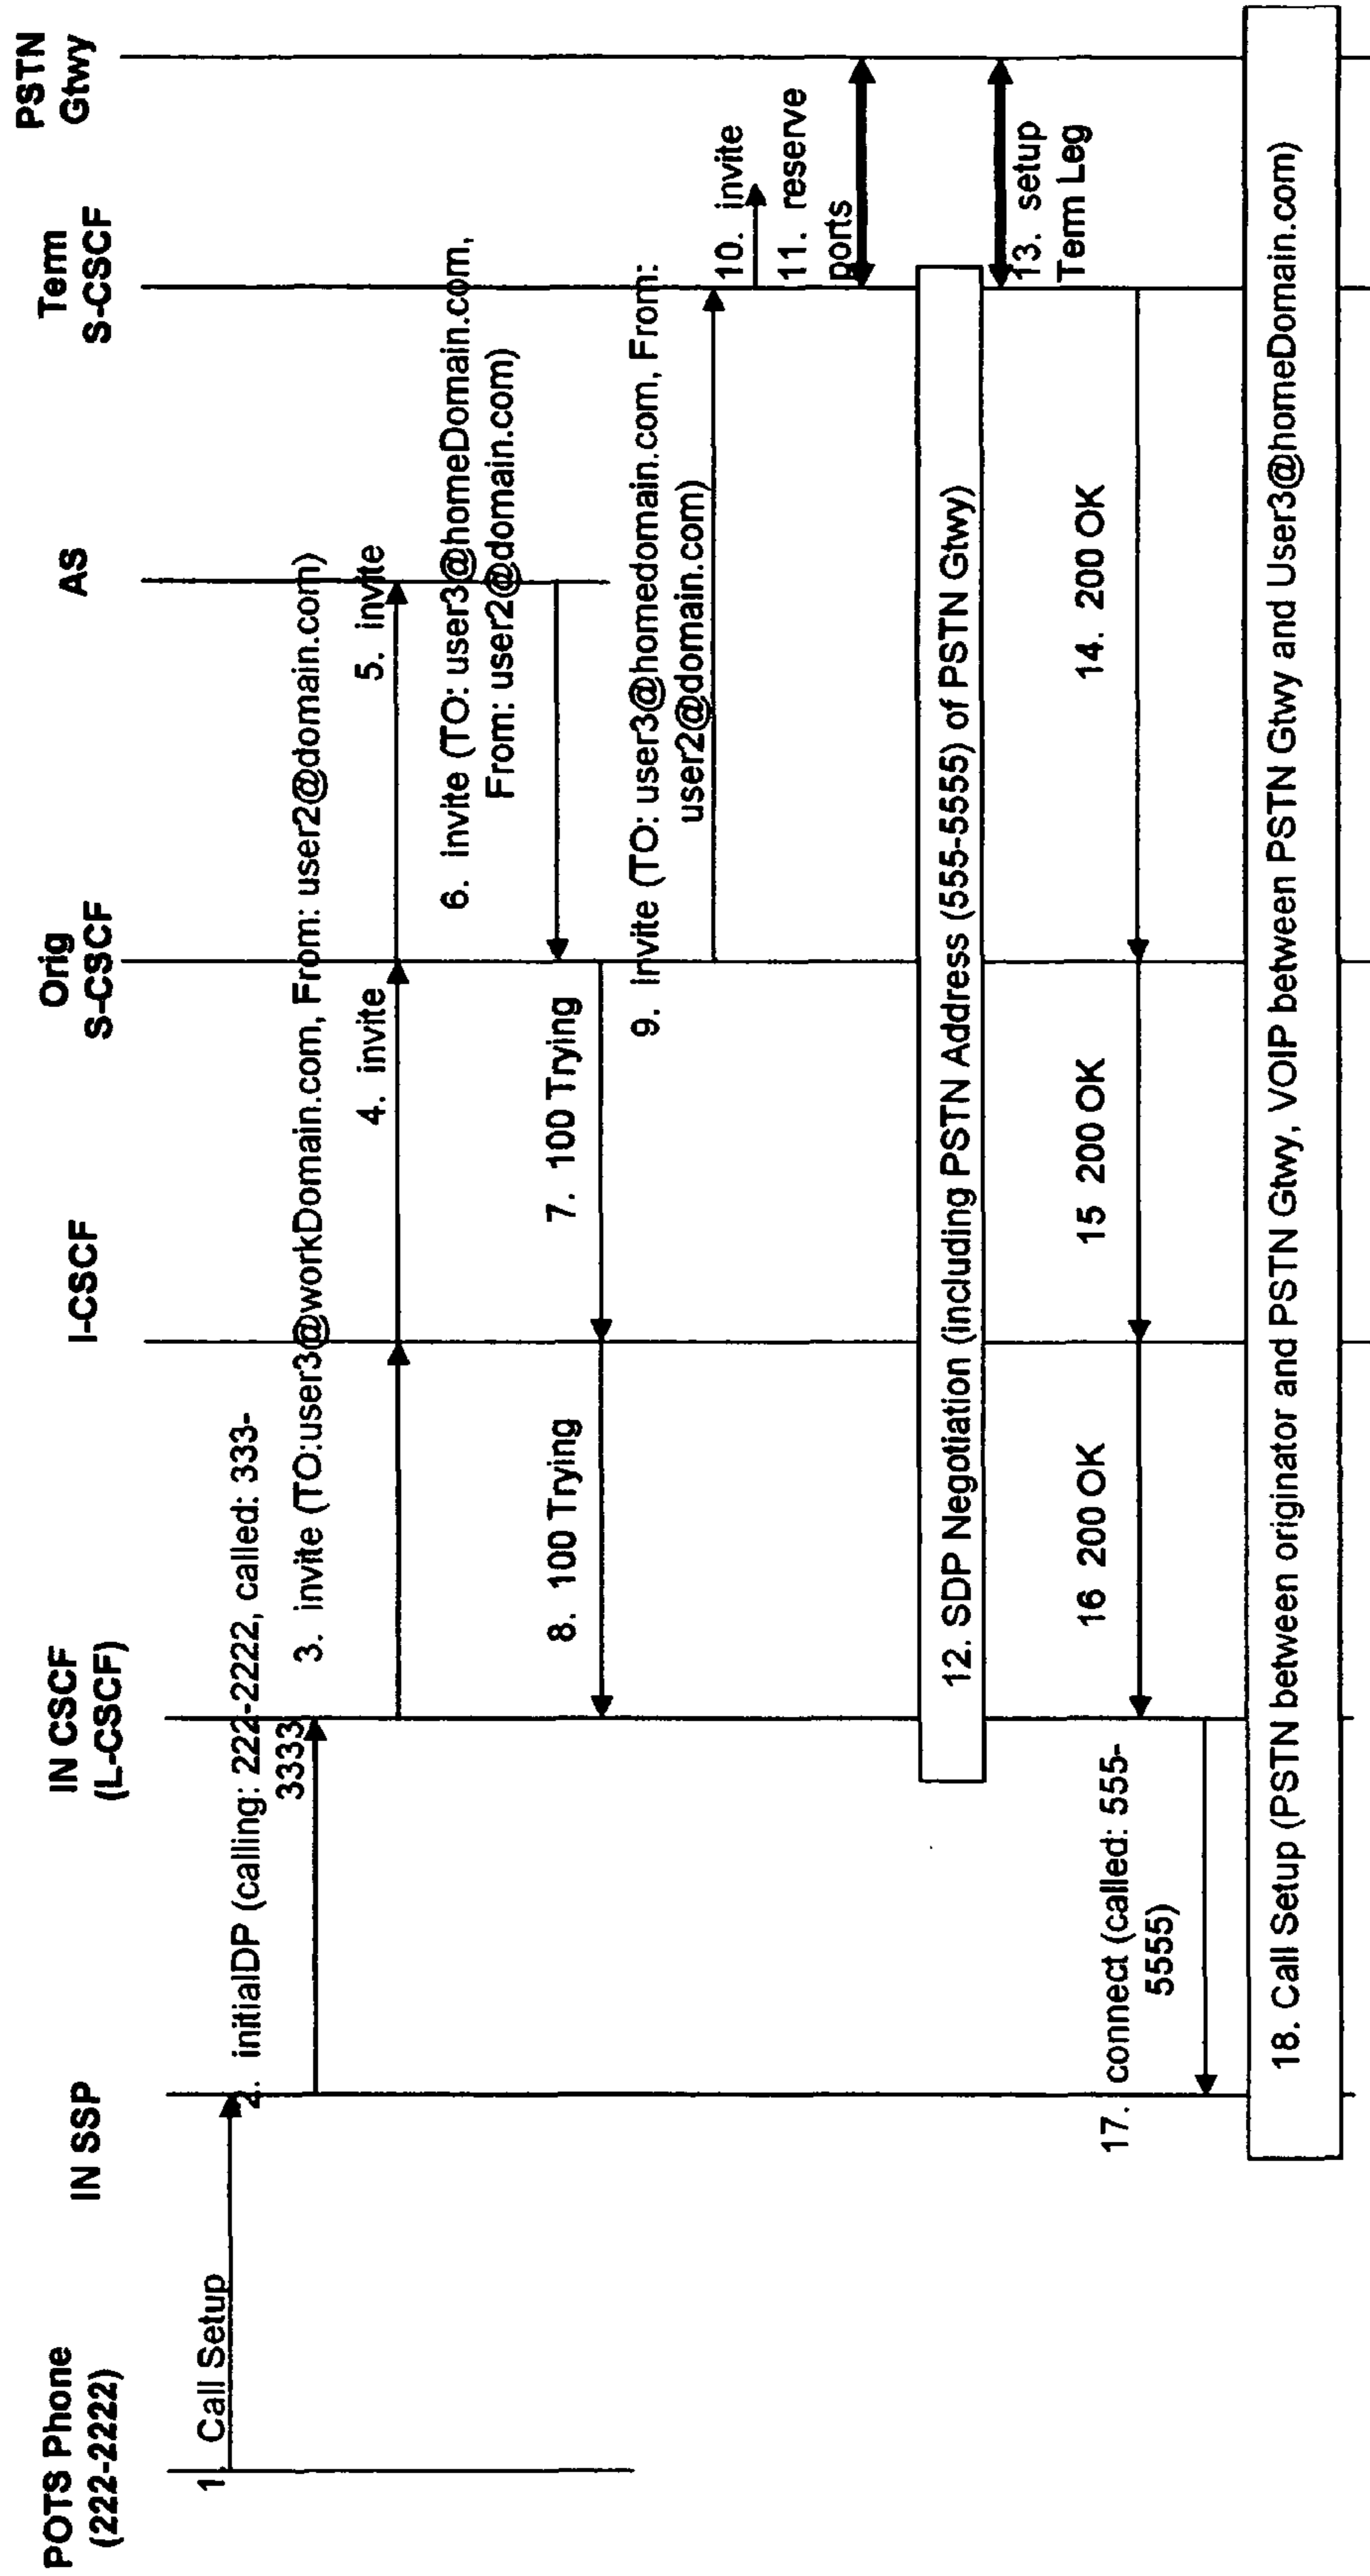 POTS Phone
(222-2222)
IN SSP
IN CSCF
(L-CSCF)
I-CSCF
Orig
S-CSCF
AS
Term
S-CSCF
PSTN
Gtwy
1. Call Setup
2. initialDP (calling: 222-2222, called: 333-
3333
3. invite (TO:user3@workDomain.com, From: user2@domain.com)
4. invite
5. invite
6. invite (TO: user3@homeDomain.com,
From: user2@domain.com)
7. 100 Trying
8. 100 Trying
9. invite (TO: user3@homedomain.com, From:
user2@domain.com)
10. invite
11. reserve
ports
12. SDP Negotiation (including PSTN Address (555-5555) of PSTN Gtwy)
13. setup
Term Leg
14. 200 OK
15 200 OK
16 200 OK
17. connect (called: 555-
5555)
18. Call Setup (PSTN between originator and PSTN Gtwy, VOIP between PSTN Gtwy and User3@homeDomain.com)